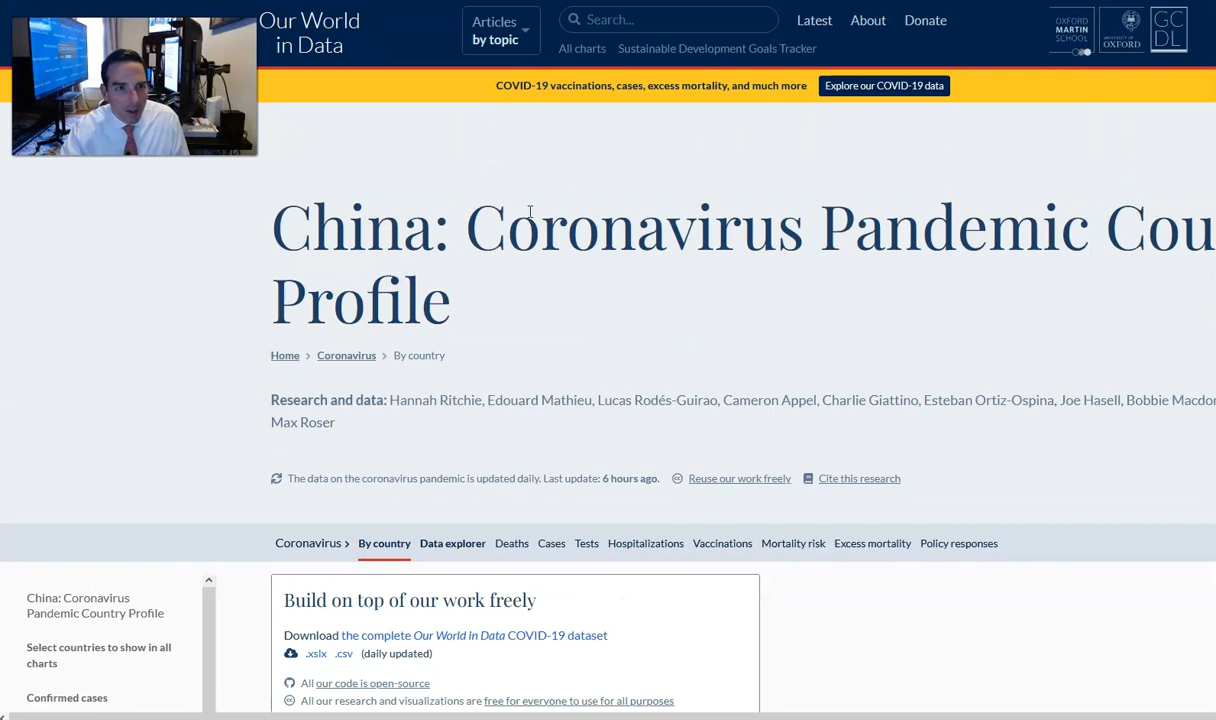 Our World
in Data
Articles
by topic
Search...
Latest
About
Donate
All charts
Sustainable Development Goals Tracker
OXFORD
MARTIN
SCHOOL
UNIVERSITY OF
OXFORD
GC
DL
COVID-19 vaccinations, cases, excess mortality, and much more
Explore our COVID-19 data
China: Coronavirus Pandemic Cou
Profile
Home > Coronavirus > By country
Research and data: Hannah Ritchie, Edouard Mathieu, Lucas Rodés-Guirao, Cameron Appel, Charlie Giattino, Esteban Ortiz-Ospina, Joe Hasell, Bobbie Macdon
Max Roser
The data on the coronavirus pandemic is updated daily. Last update: 6 hours ago.
Reuse our work freely
Cite this research
Coronavirus > By country Data explorer Deaths Cases Tests Hospitalizations Vaccinations Mortality risk Excess mortality Policy responses
China: Coronavirus
Pandemic Country Profile
Select countries to show in all
charts
Confirmed cases
Build on top of our work freely
Download the complete Our World in Data COVID-19 dataset
.xslx .csv (daily updated)
All our code is open-source
All our research and visualizations are free for everyone to use for all purposes